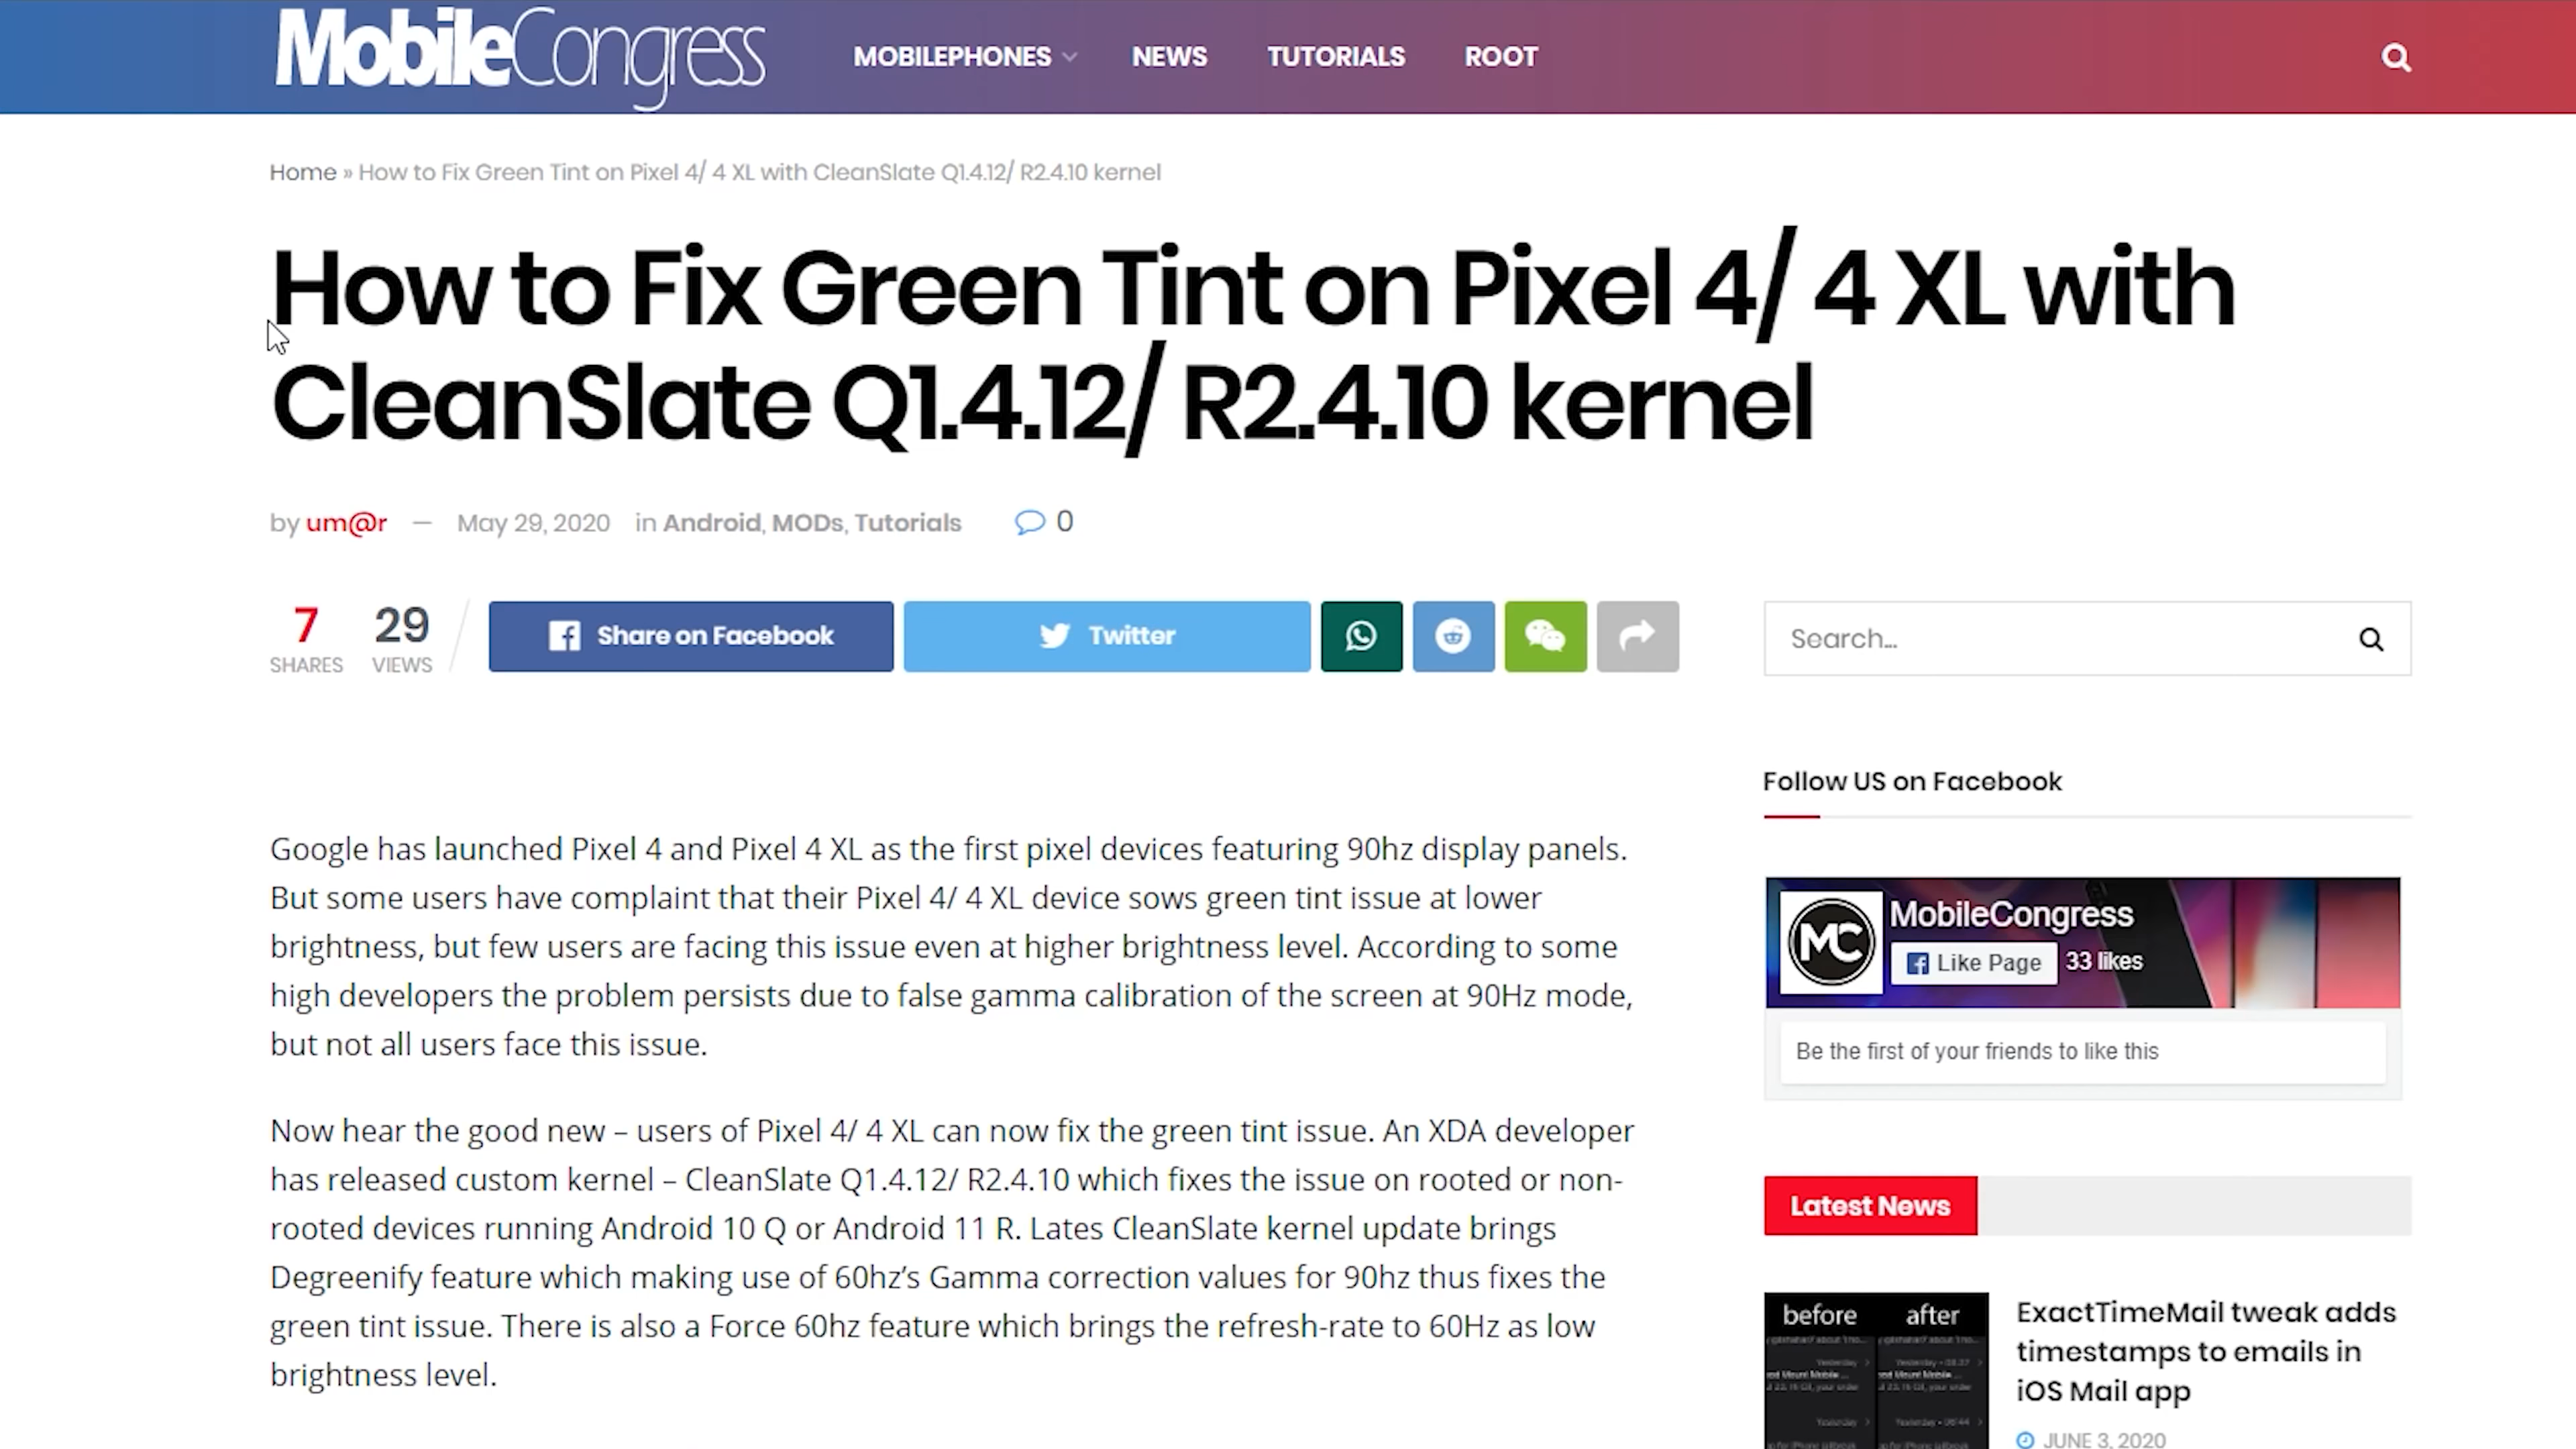 MobileCongress
MOBILEPHONES NEWS TUTORIALS ROOT
Home » How to Fix Green Tint on Pixel 4/ 4 XL with CleanSlate Q1.4.12/ R2.4.10 kernel
How to Fix Green Tint on Pixel 4/ 4 XL with
CleanSlate Q1.4.12/ R2.4.10 kernel
by um@r — May 29, 2020 in Android, MODs, Tutorials 0
7 SHARES
29 VIEWS
Share on Facebook
Twitter
Search...
Google has launched Pixel 4 and Pixel 4 XL as the first pixel devices featuring 90hz display panels.
But some users have complaint that their Pixel 4/ 4 XL device sows green tint issue at lower
brightness, but few users are facing this issue even at higher brightness level. According to some
high developers the problem persists due to false gamma calibration of the screen at 90Hz mode,
but not all users face this issue.
Now hear the good new – users of Pixel 4/ 4 XL can now fix the green tint issue. An XDA developer
has released custom kernel – CleanSlate Q1.4.12/ R2.4.10 which fixes the issue on rooted or non-
rooted devices running Android 10 Q or Android 11 R. Lates CleanSlate kernel update brings
Degreenify feature which making use of 60hz’s Gamma correction values for 90hz thus fixes the
green tint issue. There is also a Force 60hz feature which brings the refresh-rate to 60Hz as low
brightness level.
Follow US on Facebook
MC
MobileCongress
Like Page 33 likes
Be the first of your friends to like this
Latest News
before after
Yesterday
Yesterday
ExactTimeMail tweak adds
timestamps to emails in
iOS Mail app
JUNE 3, 2020